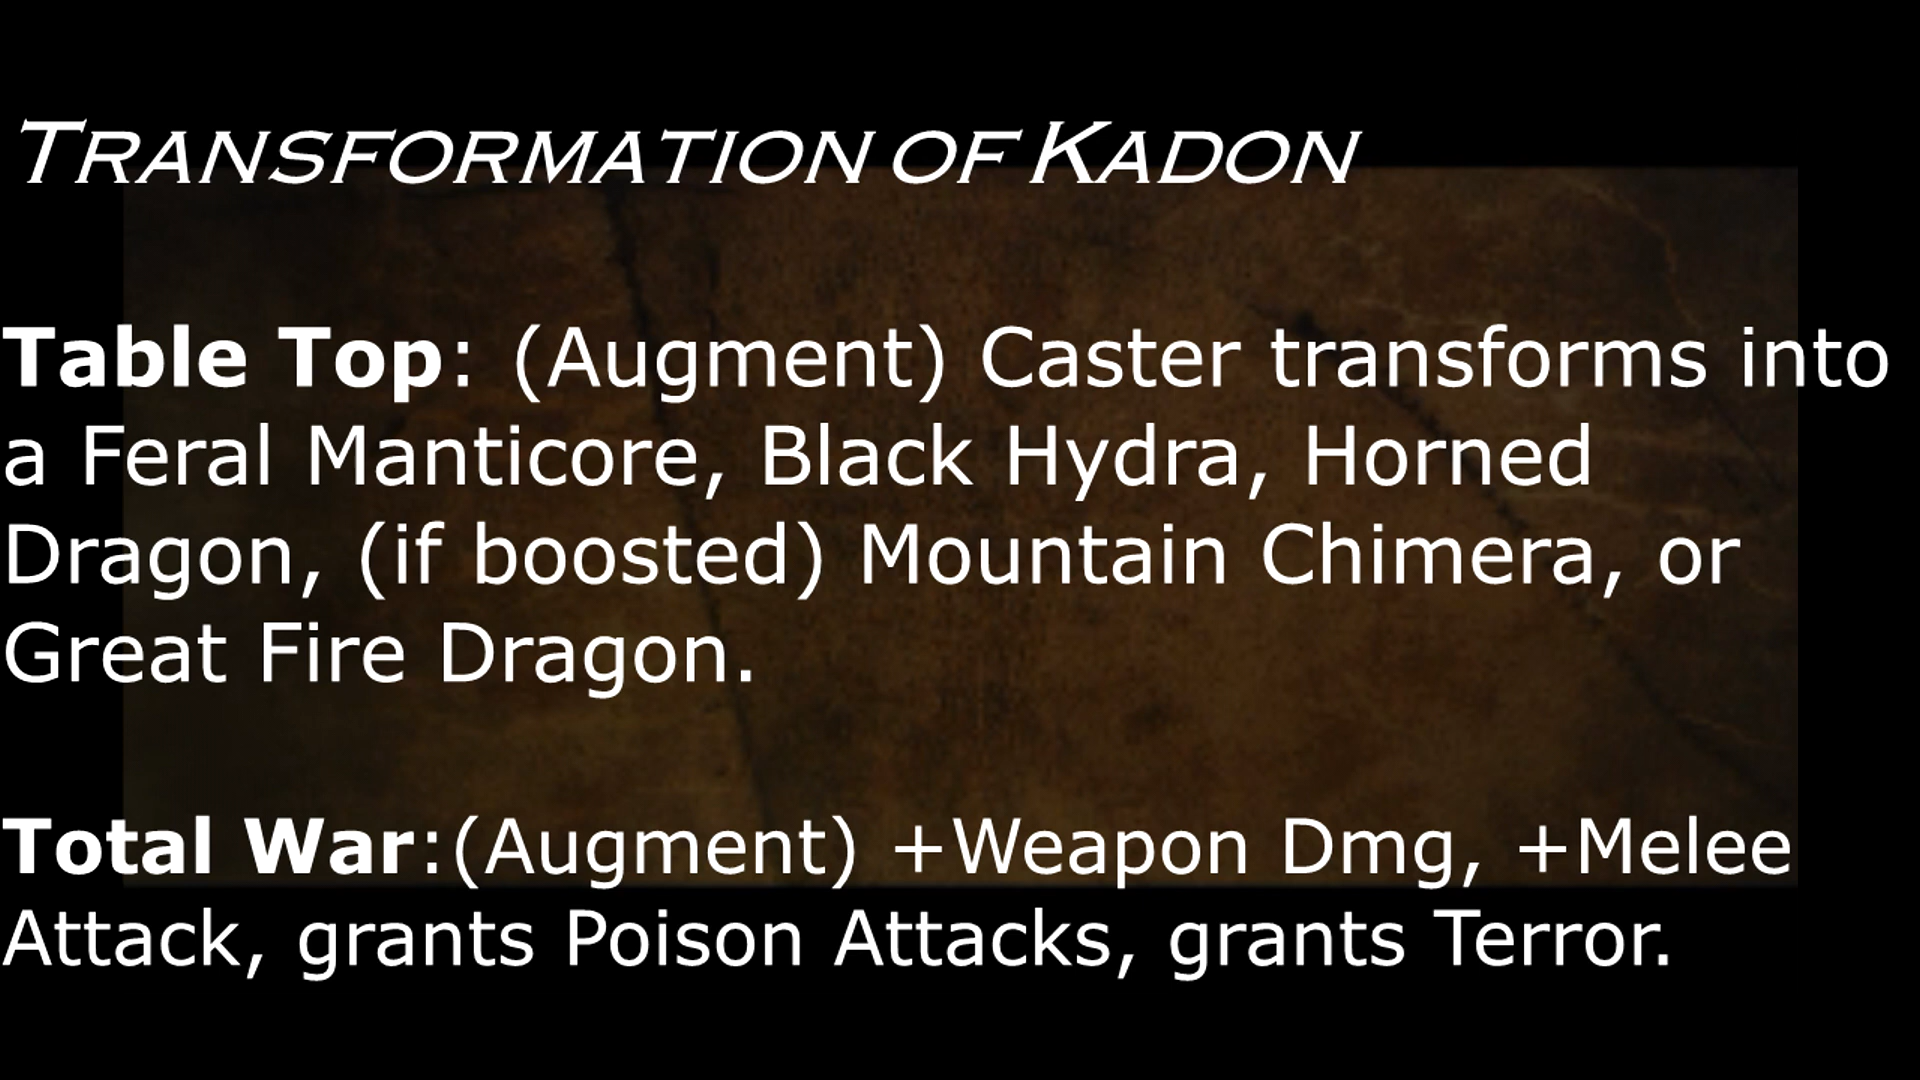 TRANSFORMATION OF KADON
Table Top: (Augment) Caster transforms into
a Feral Manticore, Black Hydra, Horned
Dragon, (if boosted) Mountain Chimera, or
Great Fire Dragon.
Total War:(Augment) +Weapon Dmg, +Melee
Attack, grants Poison Attacks, grants Terror.